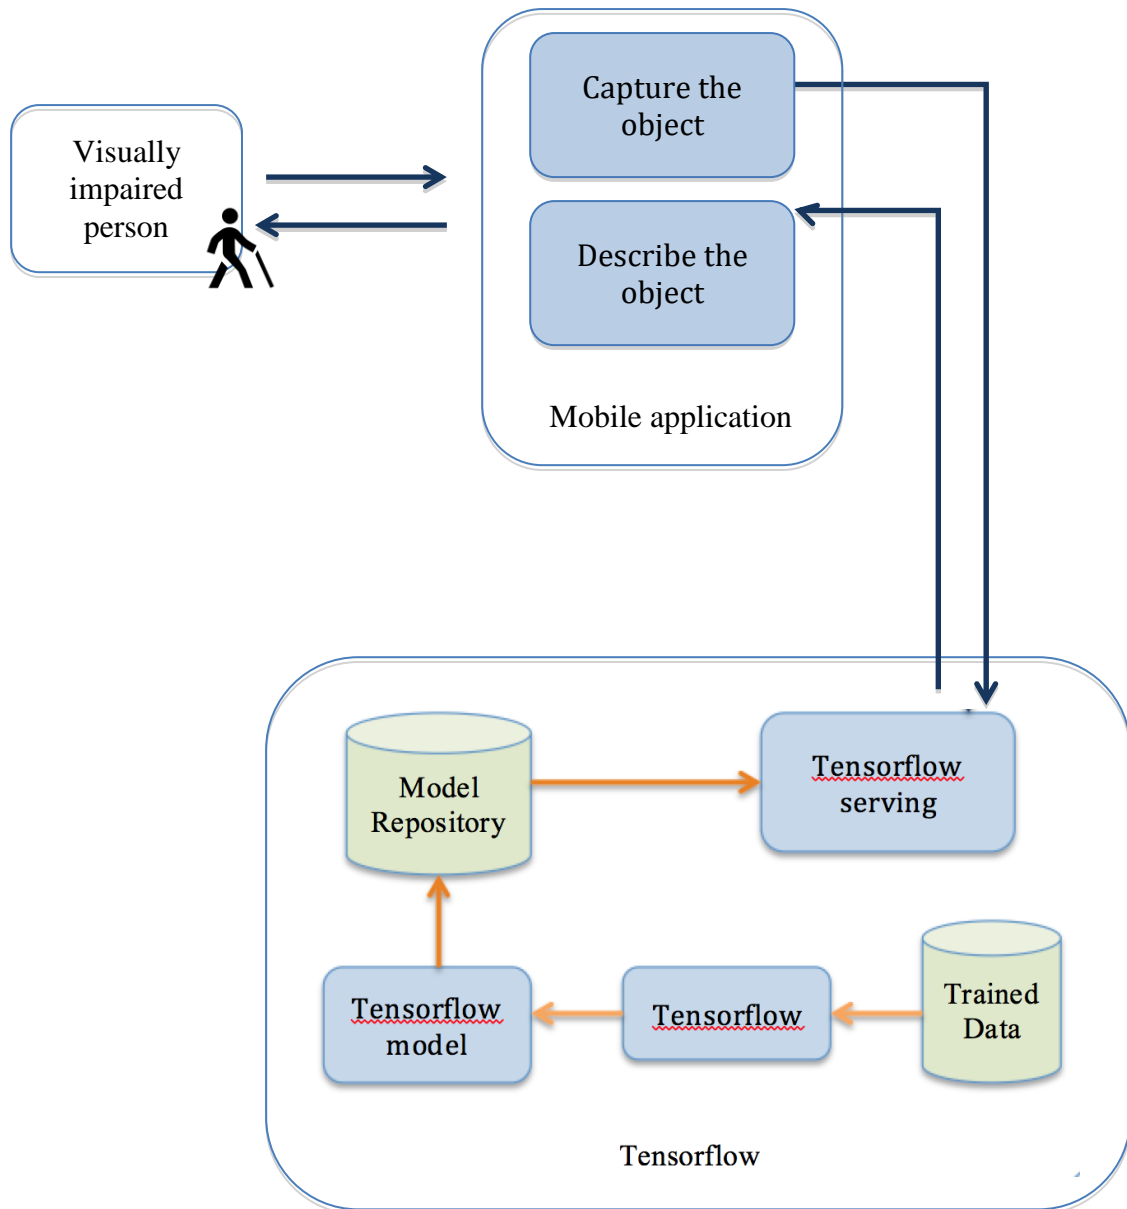 Visually
impaired
person
Capture the
object
Describe the
object
Mobile application
Model
Repository
Tensorflow
serving
Tensorflow
model
Tensorflow
Trained
Data
Tensorflow